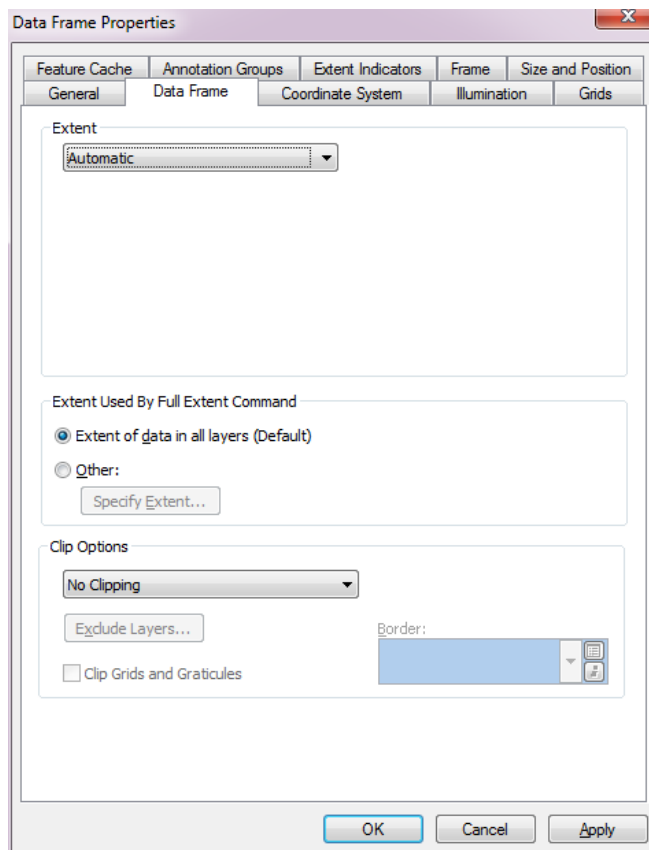 Data Frame Properties
Feature Cache Annotation Groups Extent Indicators Frame Size and Position
General Data Frame Coordinate System Illumination Grids
Extent
Automatic
Extent Used By Full Extent Command
Extent of data in all layers (Default)
Other:
Specify Extent...
Clip Options
No Clipping
Exclude Layers...
Border:
Clip Grids and Graticules
OK Cancel Apply